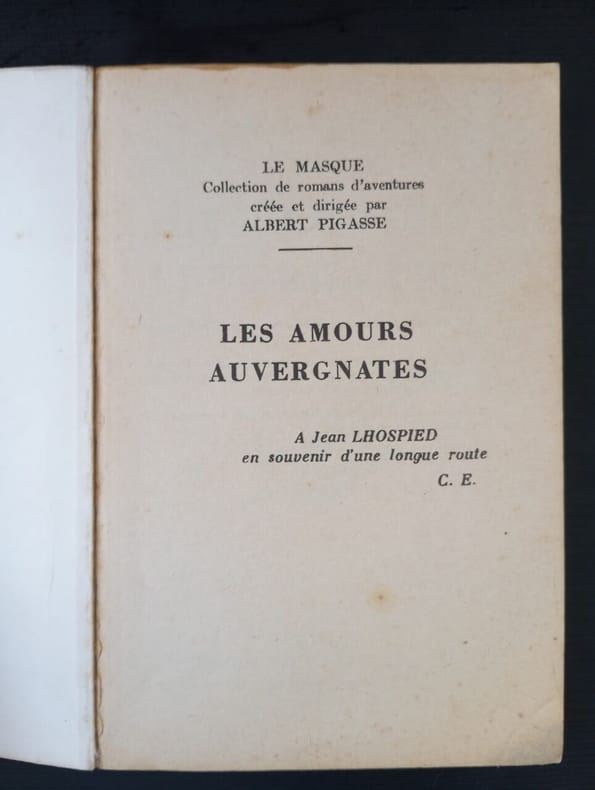 LE MASQUE
Collection de romans d'aventures
créée et dirigée par
ALBERT PIGASSE
LES AMOURS
AUVERGNATES
A Jean LHOSPIED
en souvenir d'une longue route
C. E.